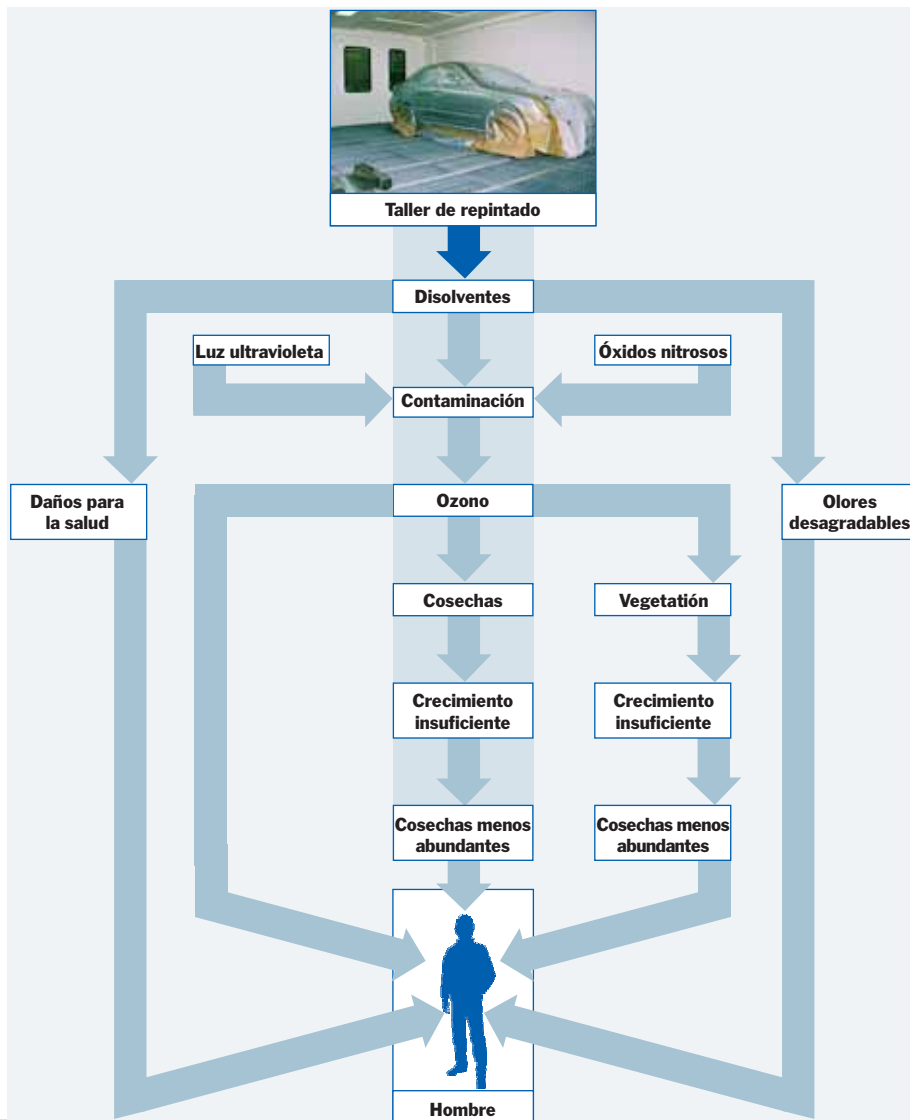 Taller de repintado
Disolventes
Luz ultravioleta
Óxidos nitrosos
Contaminación
Daños para
la salud
Ozono
Olores
desagradables
Cosechas
Vegetatión
Crecimiento
insuficiente
Crecimiento
insuficiente
Cosechas menos
abundantes
Cosechas menos
abundantes
Hombre